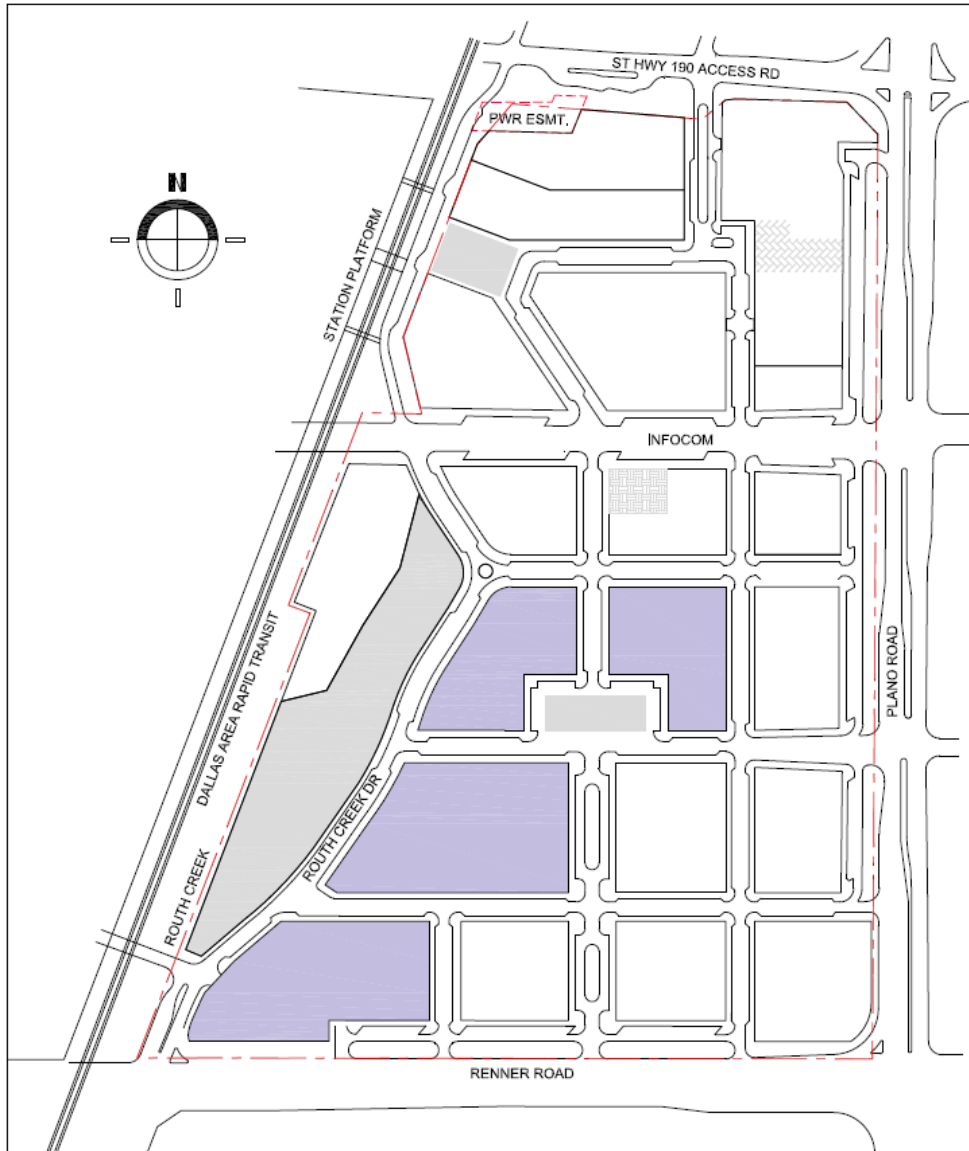 ST HWY 190 ACCESS RD
PWR ESMT.
N
STATION PLATFORM
INFOCOM
DALLAS AREA RAPID TRANSIT
PLANO ROAD
ROUTH CREEK DR
ROUTH CREEK
RENNER ROAD